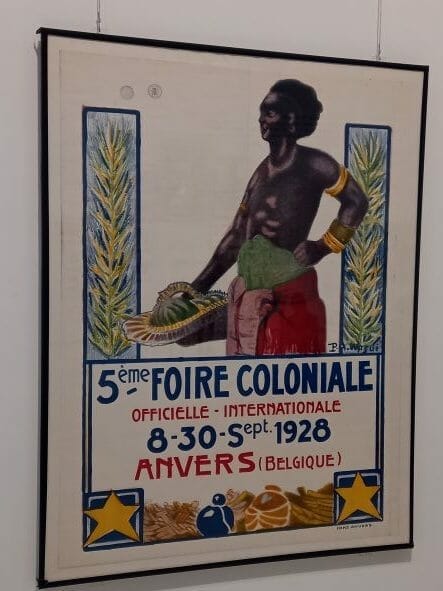 5ème FOIRE COLONIALE
OFFICIELLE - INTERNATIONALE
8-30-Sept. 1928
ANVERS (BELGIQUE)